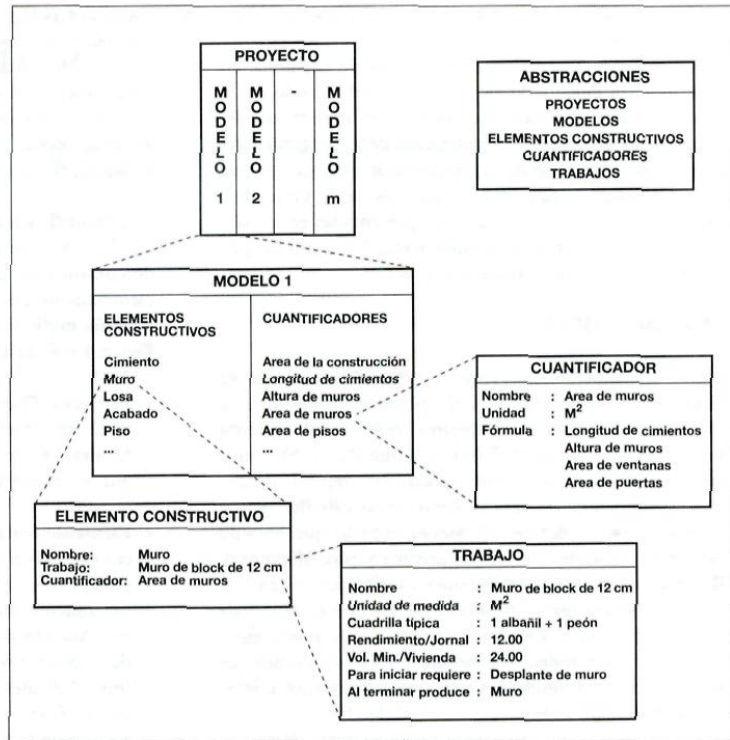 PROYECTO
MODELO 1
MODELO 2
-
MODELO m
ABSTRACCIONES
PROYECTOS
MODELOS
ELEMENTOS CONSTRUCTIVOS
CUANTIFICADORES
TRABAJOS
MODELO 1
ELEMENTOS
CONSTRUCTIVOS
Cimiento
Muro
Losa
Acabado
Piso
...
CUANTIFICADORES
Area de la construcción
Longitud de cimientos
Altura de muros
Area de muros
Area de pisos
...
CUANTIFICADOR
Nombre : Area de muros
Unidad : M²
Fórmula : Longitud de cimientos
Altura de muros
Area de ventanas
Area de puertas
ELEMENTO CONSTRUCTIVO
Nombre: Muro
Trabajo: Muro de block de 12 cm
Cuantificador: Area de muros
TRABAJO
Nombre : Muro de block de 12 cm
Unidad de medida : M²
Cuadrilla típica : 1 albañil + 1 peón
Rendimiento/Jornal : 12.00
Vol. Min./Vivienda : 24.00
Para iniciar requiere : Desplante de muro
Al terminar produce : Muro